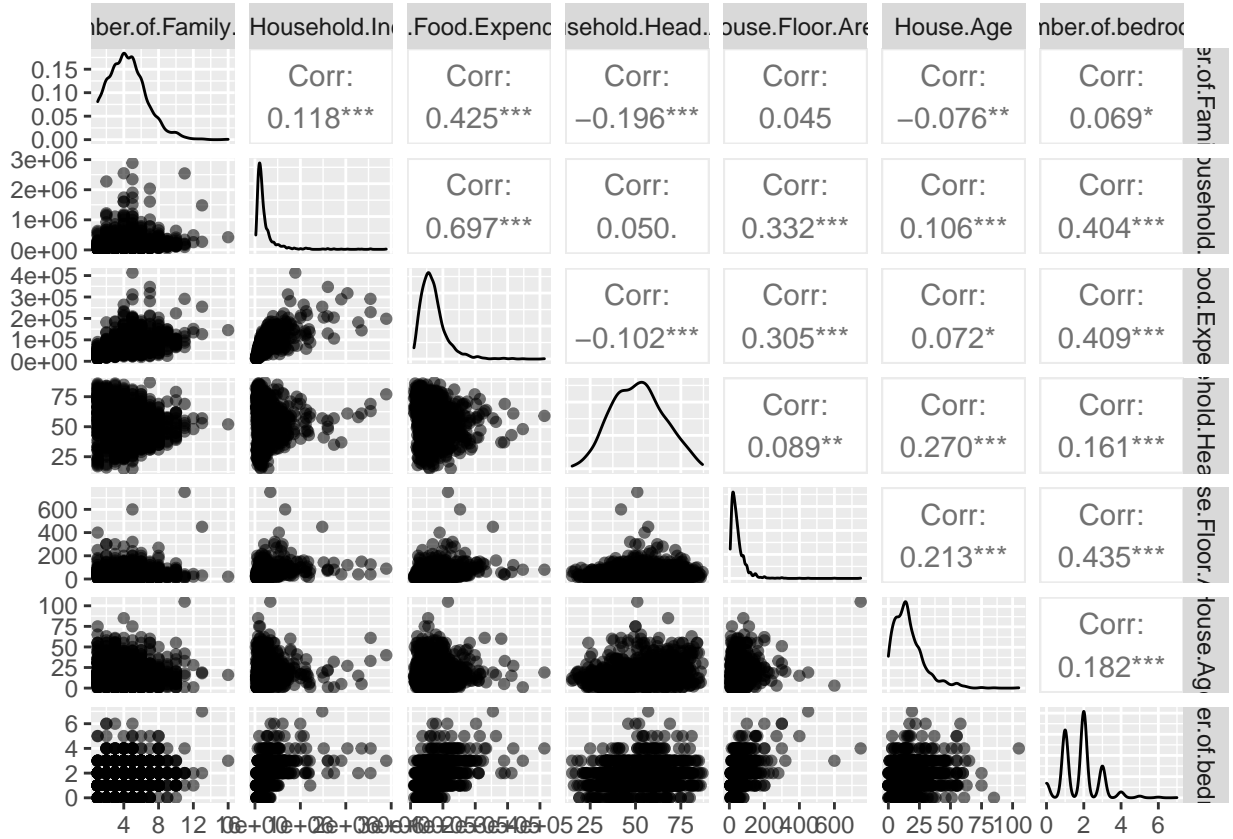 nber.of.Family. Household.Inc .Food.Expend sehold.Head. ouse.Floor.Are House.Age mber.of.bedroo
0.15
0.10
0.05
0.00
Corr: 0.118***
Corr: 0.425***
Corr: −0.196***
Corr: 0.045
Corr: −0.076**
Corr: 0.069*
er.of.Fami
3e+06
2e+06
1e+06
0e+00
Corr: 0.697***
Corr: 0.050.
Corr: 0.332***
Corr: 0.106***
Corr: 0.404***
ousehold.
4e+05
3e+05
2e+05
1e+05
0e+00
Corr: −0.102***
Corr: 0.305***
Corr: 0.072*
Corr: 0.409***
ood.Expe
75
50
25
Corr: 0.089**
Corr: 0.270***
Corr: 0.161***
ehold.Hea
600
400
200
0
Corr: 0.213***
Corr: 0.435***
se.Floor.A
100
75
50
25
0
Corr: 0.182***
House.Ag
6
4
2
0
er.of.bed
4 8 12 16 25 50 75 0 200 400 600 0 25 50 75 100 0 2 4 6